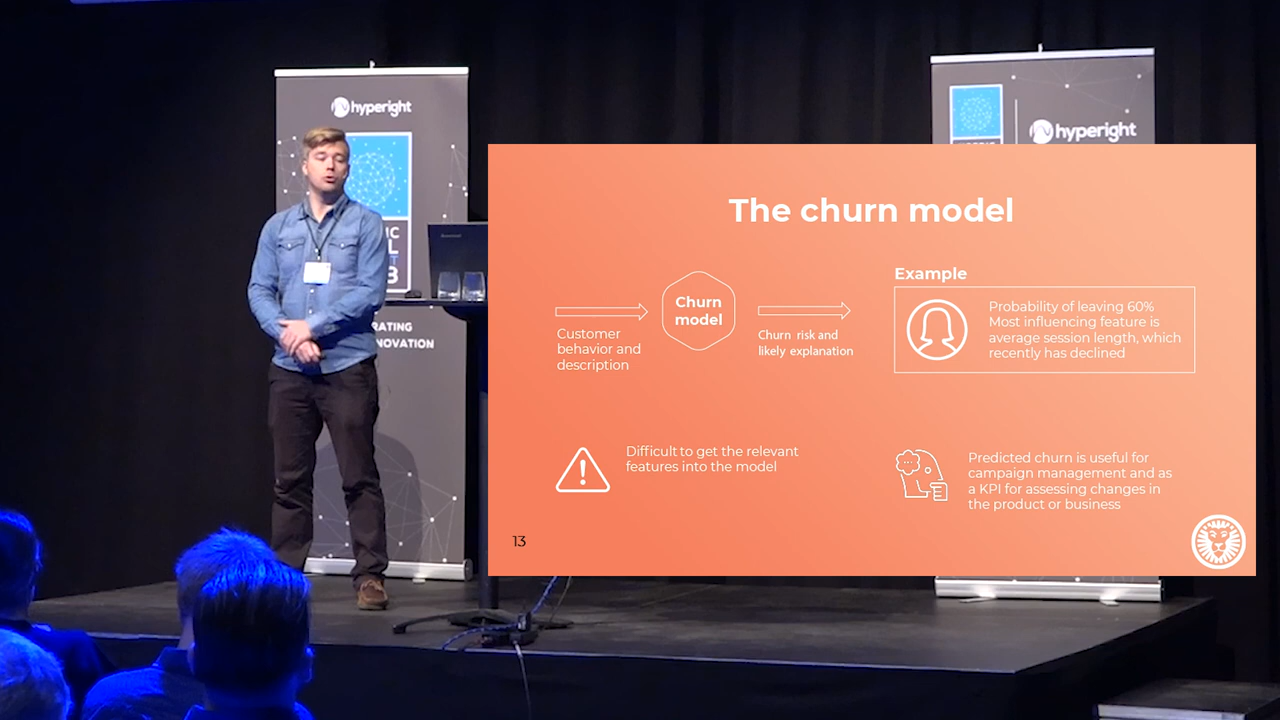 hyperight
IC
L
T
3
RATING
NOVATION
hyperight
The churn model
Customer
behavior and
description
Churn
model
Churn risk and
likely explanation
Example
Probability of leaving 60%
Most influencing feature is
average session length, which
recently has declined
Difficult to get the relevant
features into the model
Predicted churn is useful for
campaign management and as
a KPI for assessing changes in
the product or business
13